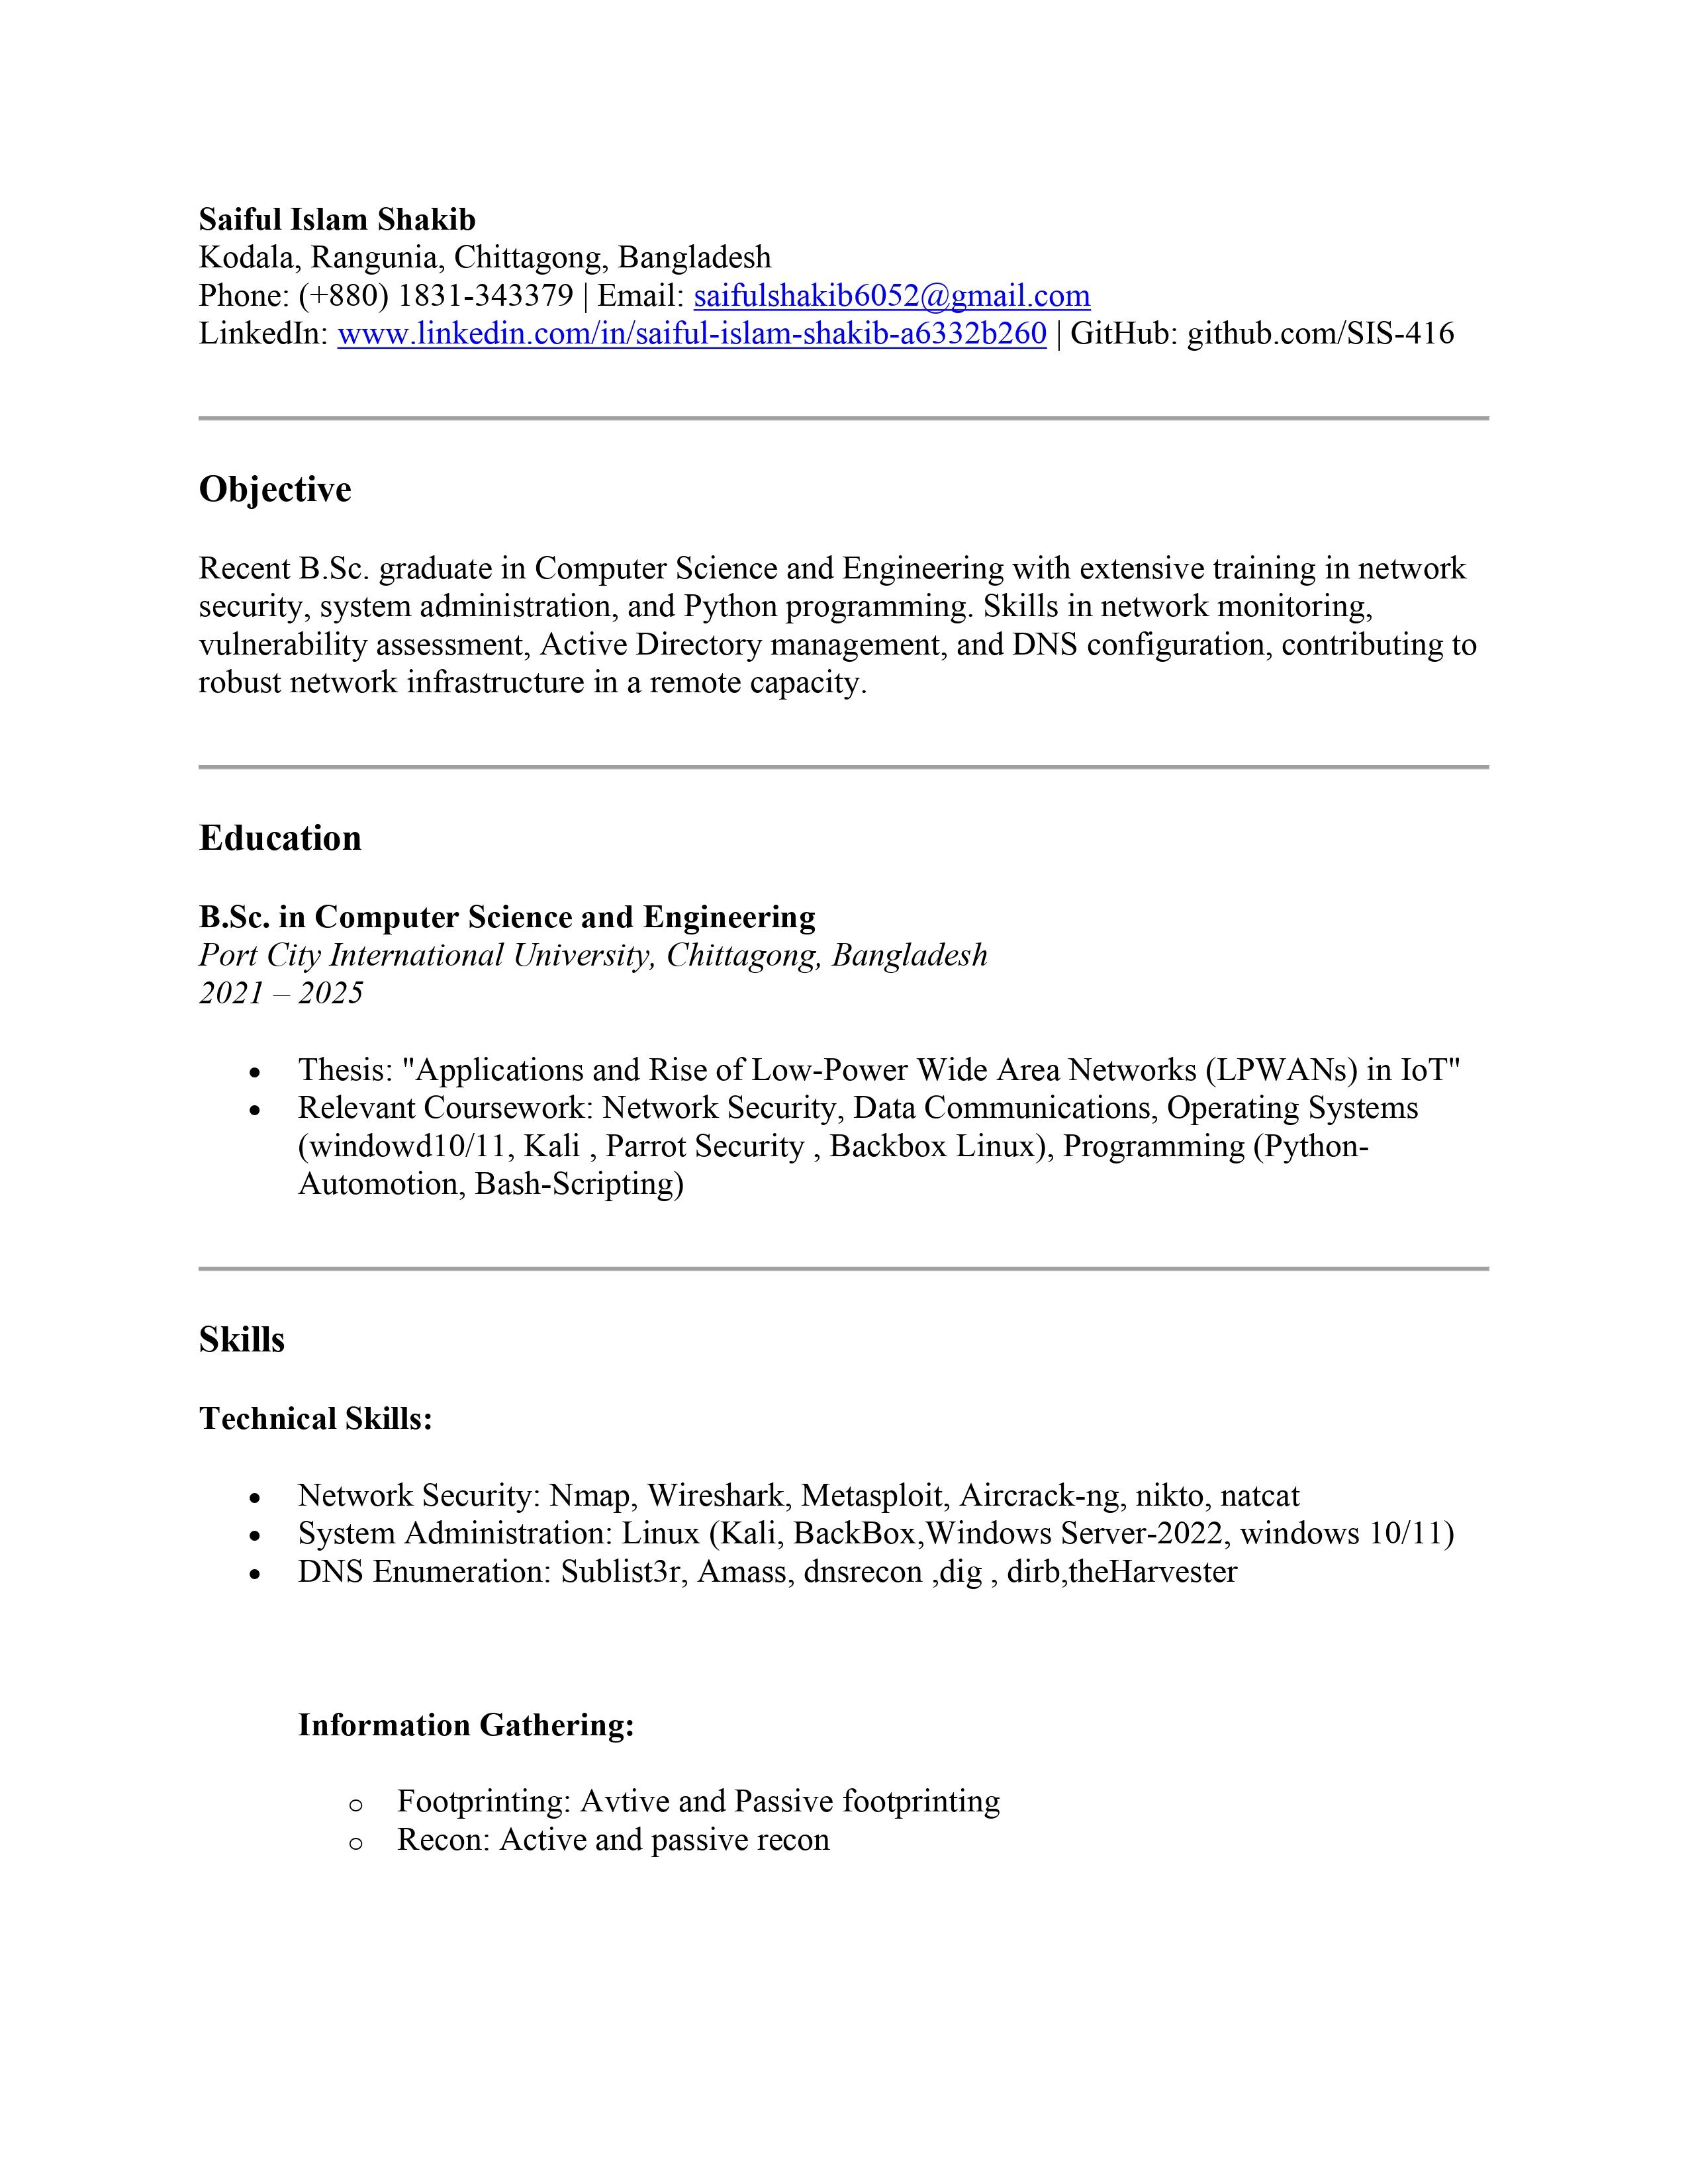 Saiful Islam Shakib
Kodala, Rangunia, Chittagong, Bangladesh
Phone: (+880) 1831-343379 | Email: saifulshakib6052@gmail.com
LinkedIn: www.linkedin.com/in/saiful-islam-shakib-a6332b260 | GitHub: github.com/SIS-416
Objective
Recent B.Sc. graduate in Computer Science and Engineering with extensive training in network
security, system administration, and Python programming. Skills in network monitoring,
vulnerability assessment, Active Directory management, and DNS configuration, contributing to
robust network infrastructure in a remote capacity.
Education
B.Sc. in Computer Science and Engineering
Port City International University, Chittagong, Bangladesh
2021 – 2025
• Thesis: "Applications and Rise of Low-Power Wide Area Networks (LPWANs) in IoT"
• Relevant Coursework: Network Security, Data Communications, Operating Systems
(windowd10/11, Kali , Parrot Security , Backbox Linux), Programming (Python-
Automotion, Bash-Scripting)
Skills
Technical Skills:
• Network Security: Nmap, Wireshark, Metasploit, Aircrack-ng, nikto, natcat
• System Administration: Linux (Kali, BackBox,Windows Server-2022, windows 10/11)
• DNS Enumeration: Sublist3r, Amass, dnsrecon ,dig , dirb,theHarvester
Information Gathering:
o Footprinting: Avtive and Passive footprinting
o Recon: Active and passive recon